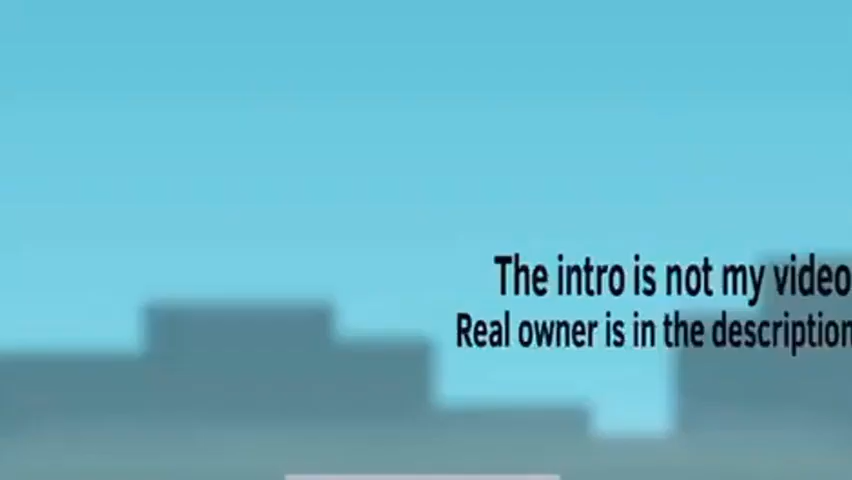 The intro is not my video
Real owner is in the description